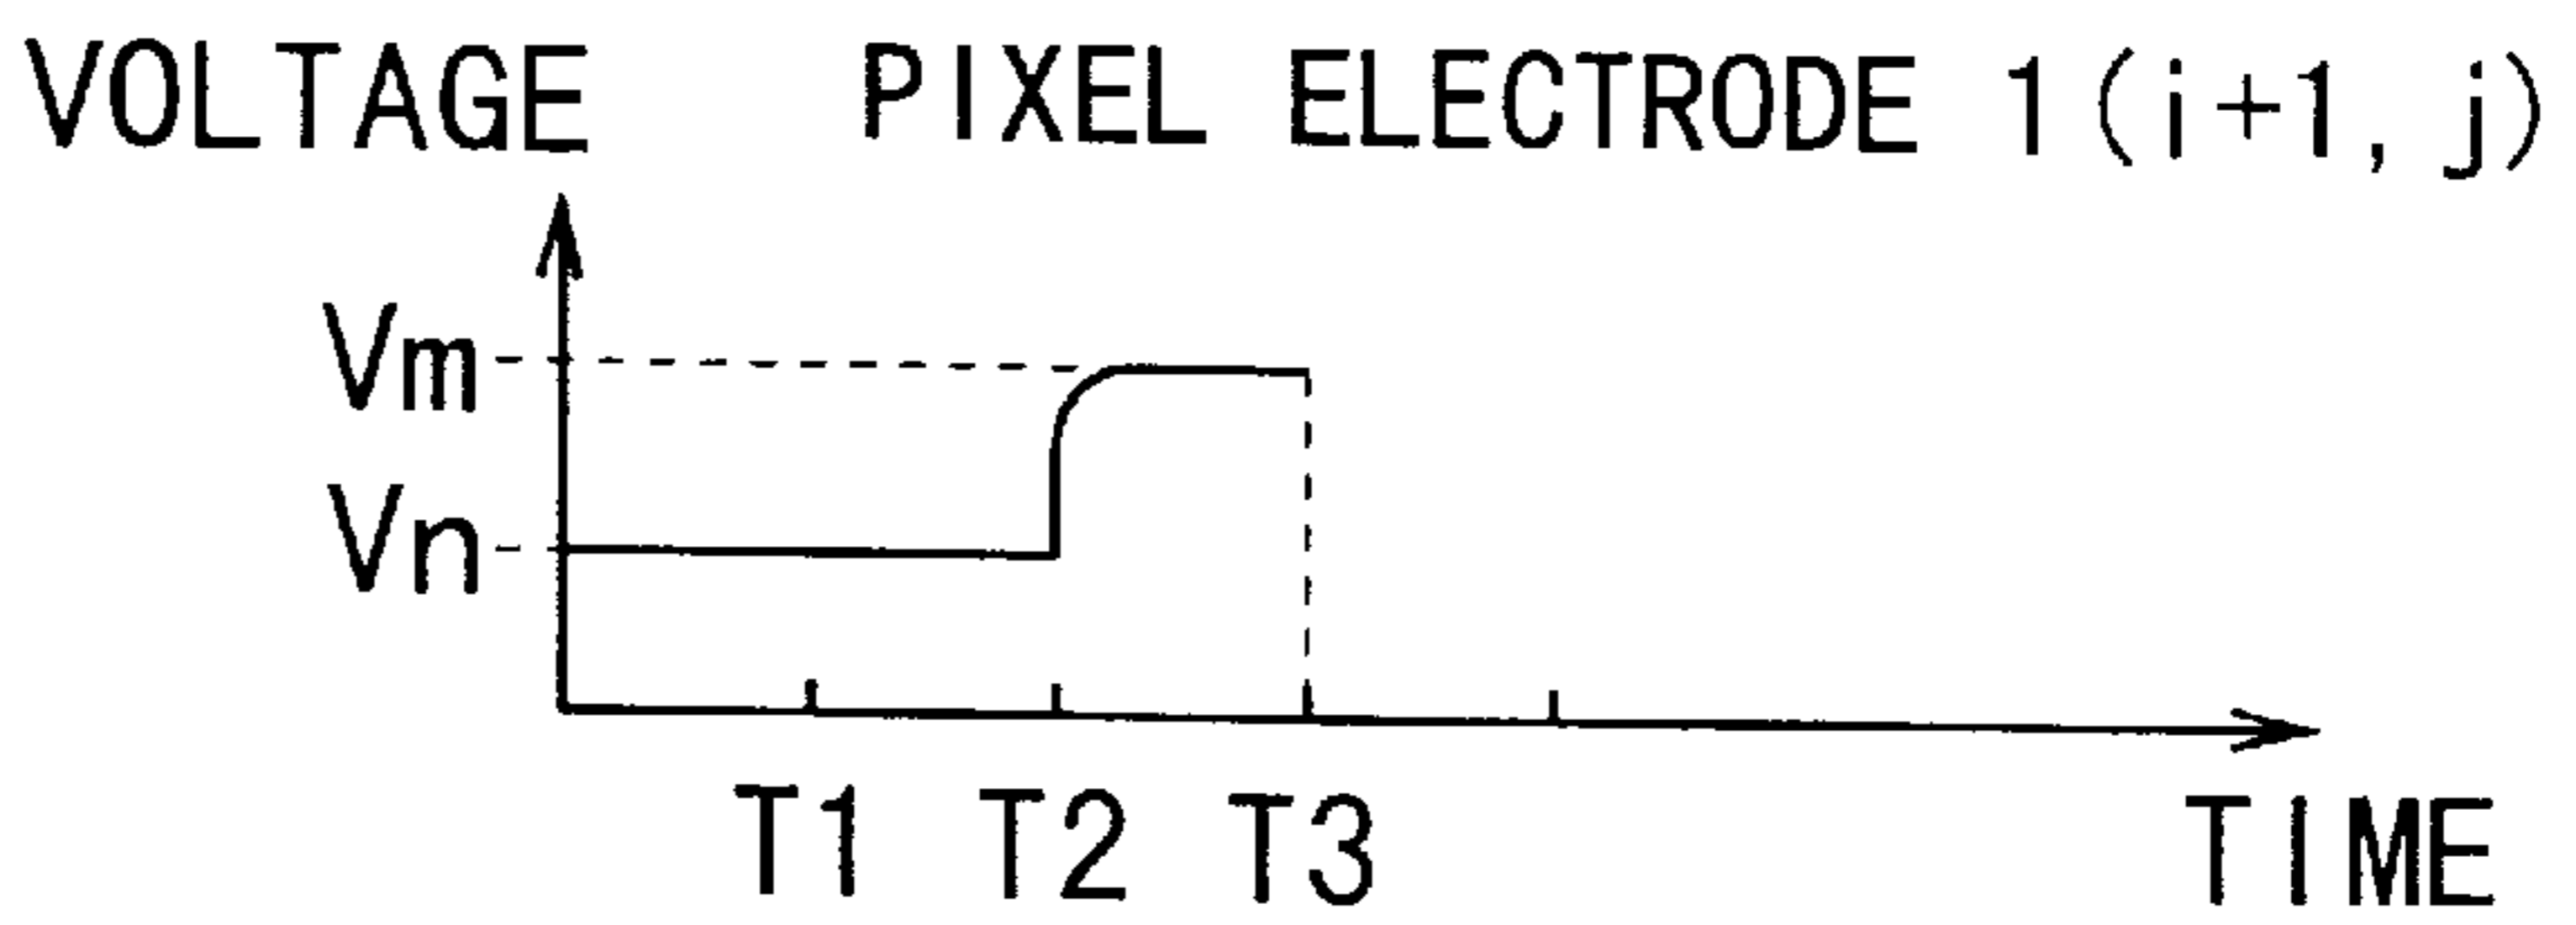 VOLTAGE PIXEL ELECTRODE 1(i+1, j)
Vm
Vn
T1 T2 T3 TIME